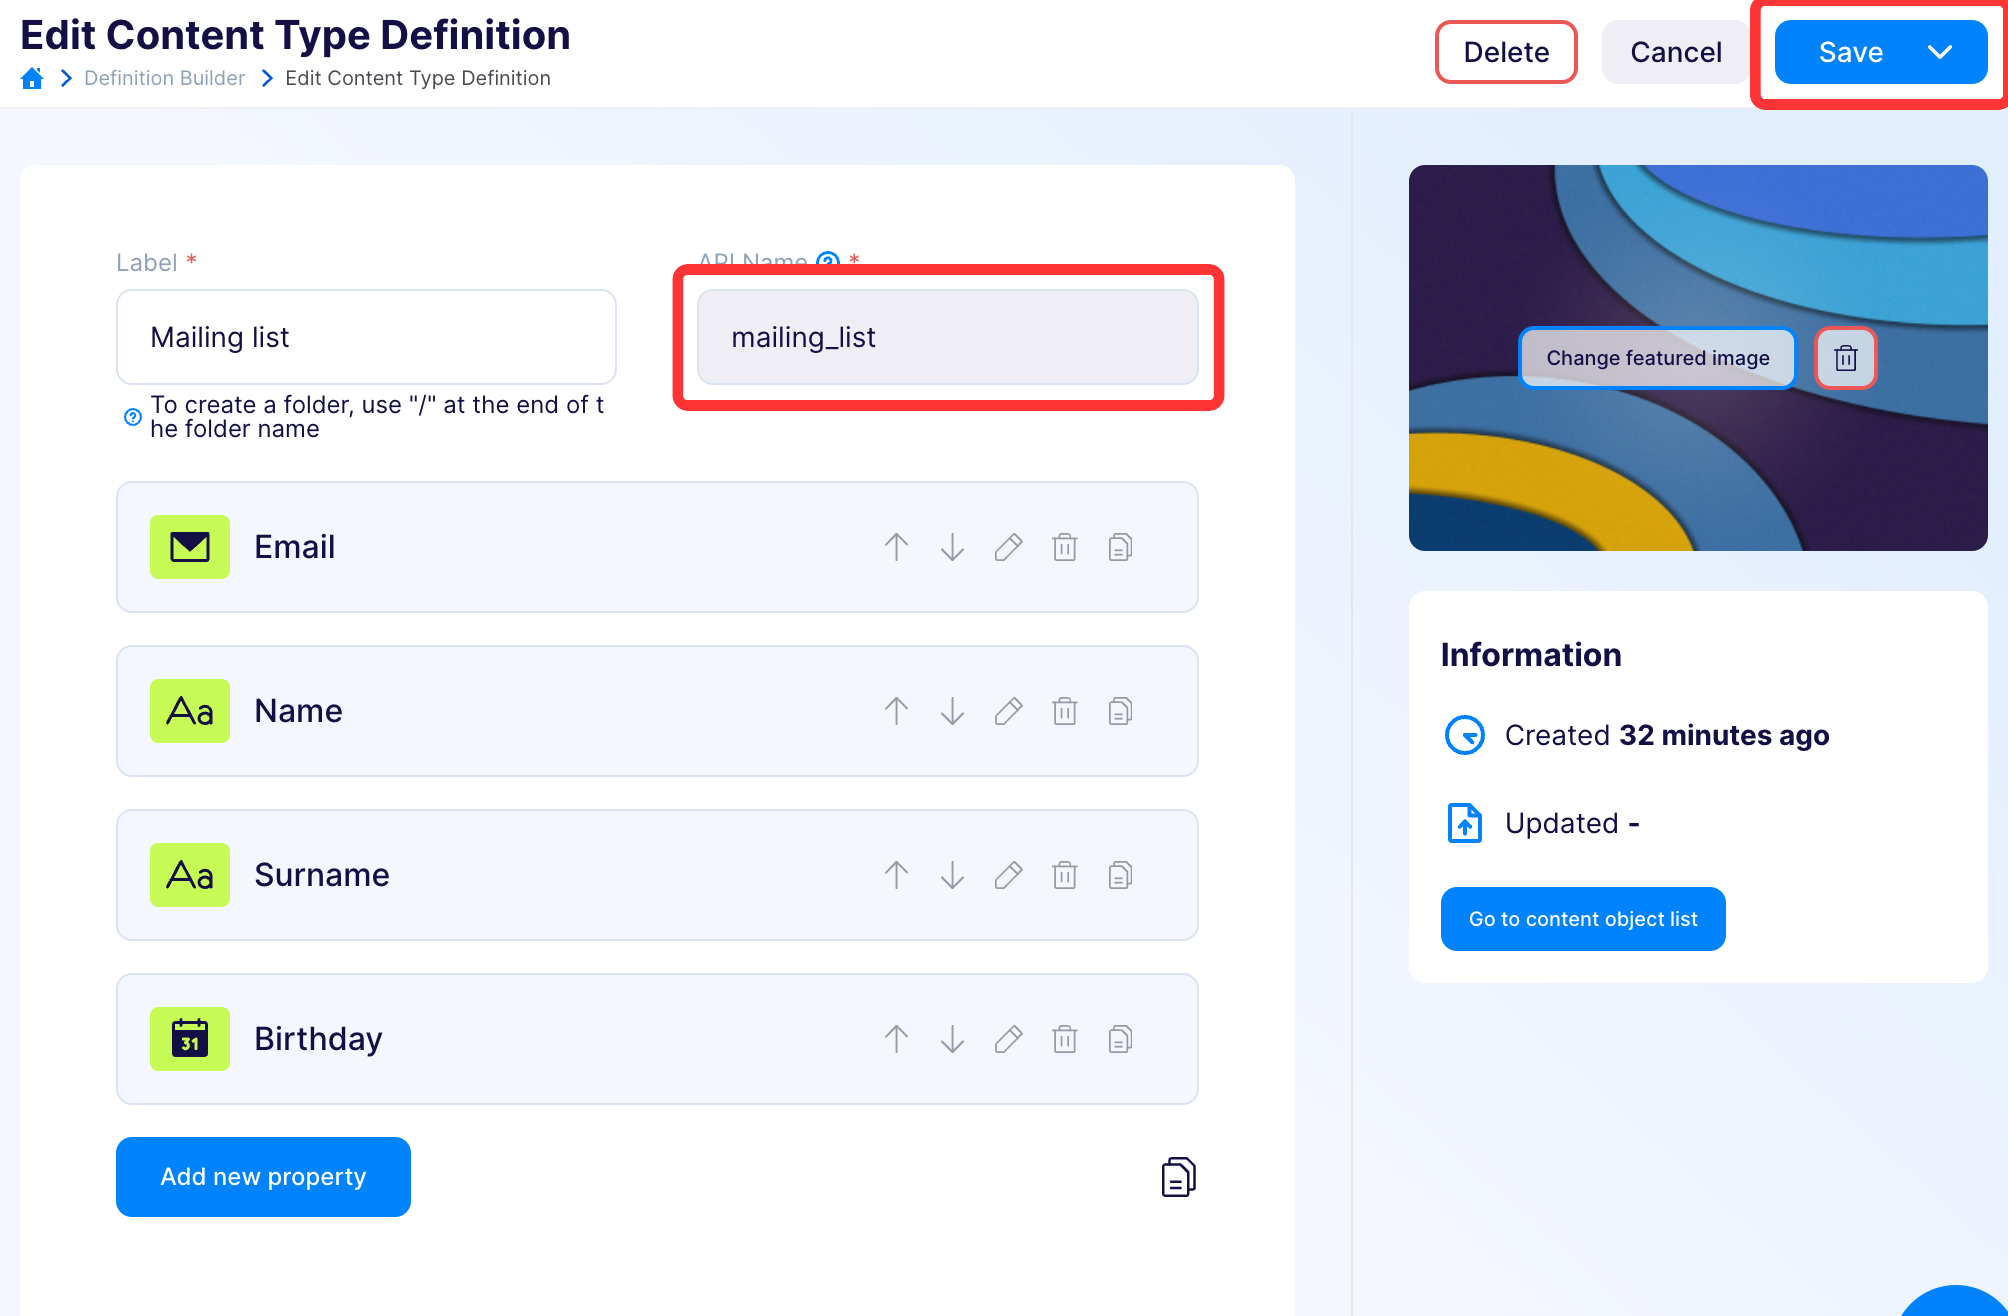 Edit Content Type Definition
Definition Builder
Edit Content Type Definition
Delete
Cancel
Save
Label *
API Name ? *
Mailing list
mailing_list
? To create a folder, use "/" at the end of t
he folder name
Email
Aa Name
Aa Surname
31 Birthday
Add new property
Change featured image
Information
Created 32 minutes ago
Updated -
Go to content object list